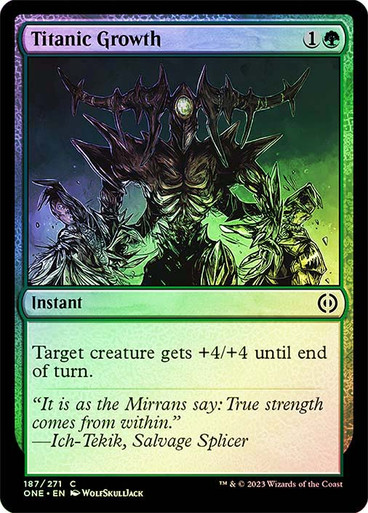 Titanic Growth 1
Instant
Target creature gets +4/+4 until end
of turn.
“It is as the Mirrans say: True strength
comes from within.”
—Ich-Tekik, Salvage Splicer
187/271 C
ONE • EN WolfSkullJack
™ & © 2023 Wizards of the Coast